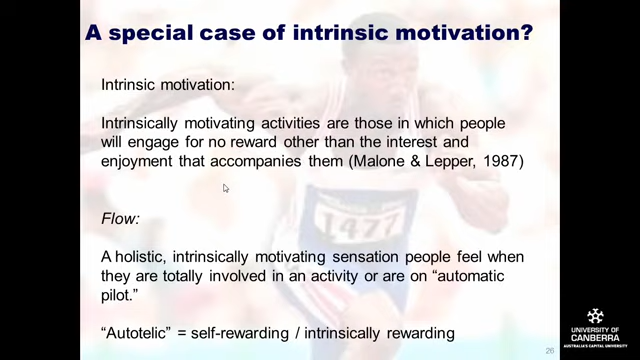 A special case of intrinsic motivation?
Intrinsic motivation:
Intrinsically motivating activities are those in which people
will engage for no reward other than the interest and
enjoyment that accompanies them (Malone & Lepper, 1987)
1477
Flow:
A holistic, intrinsically motivating sensation people feel when
they are totally involved in an activity or are on “automatic
pilot.”
“Autotelic” = self-rewarding / intrinsically rewarding
UNIVERSITY OF
CANBERRA
AUSTRALIA'S CAPITAL UNIVERSITY
26